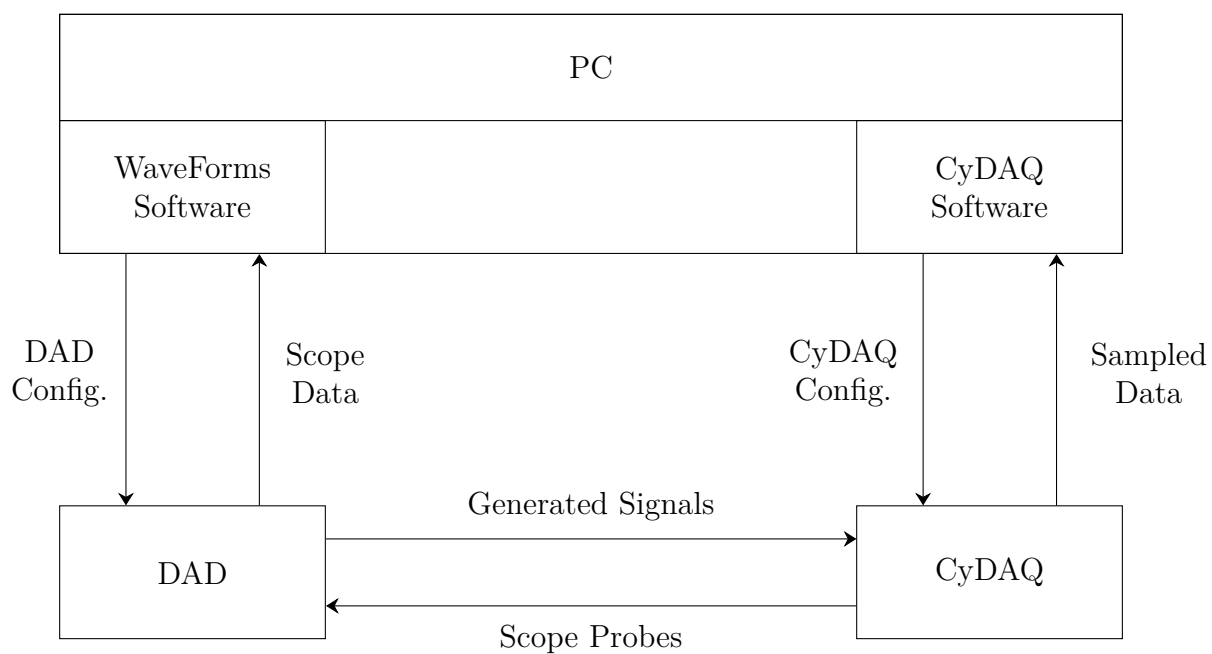 PC
WaveForms
Software
CyDAQ
Software
DAD
Config.
Scope
Data
CyDAQ
Config.
Sampled
Data
Generated Signals
DAD
CyDAQ
Scope Probes